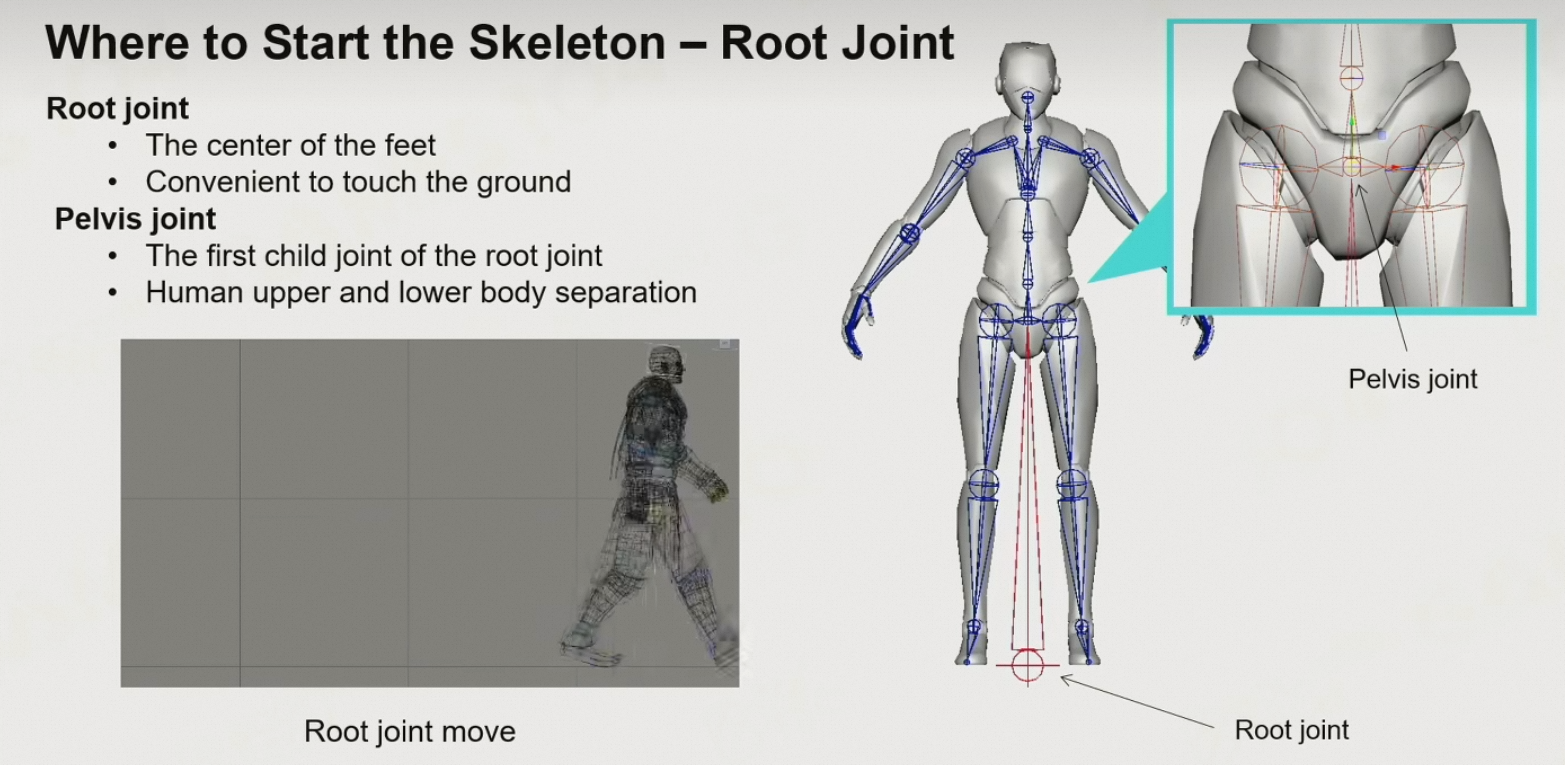 Where to Start the Skeleton – Root Joint
Root joint
• The center of the feet
• Convenient to touch the ground
Pelvis joint
• The first child joint of the root joint
• Human upper and lower body separation
Pelvis joint
Root joint move
Root joint